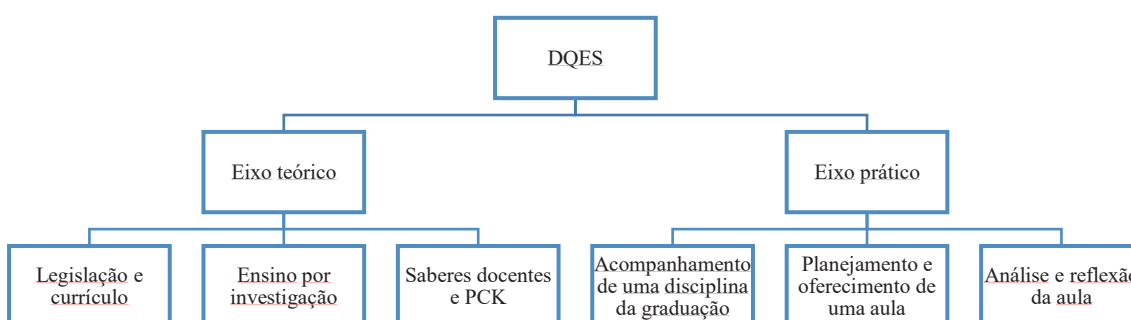 DQES
Eixo teórico
Eixo prático
Legislação e
currículo
Ensino por
investigação
Saberes docentes
e PCK
Acompanhamento
de uma disciplina
da graduação
Planejamento e
oferecimento de
uma aula
Análise e reflexão
da aula